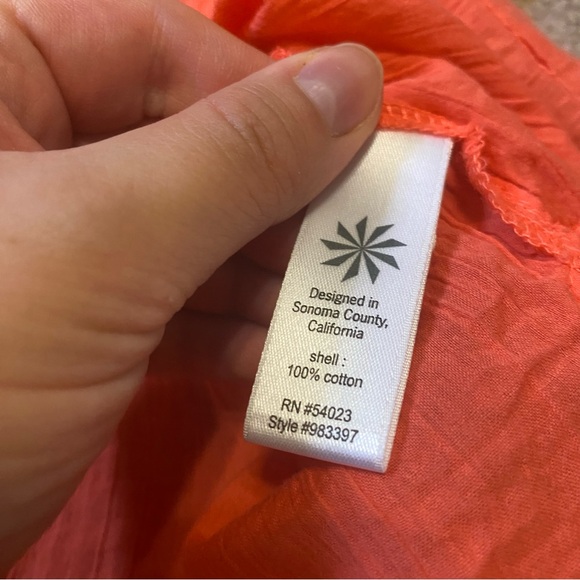 Designed in
Sonoma County,
California
shell :
100% cotton
RN #54023
Style #983397